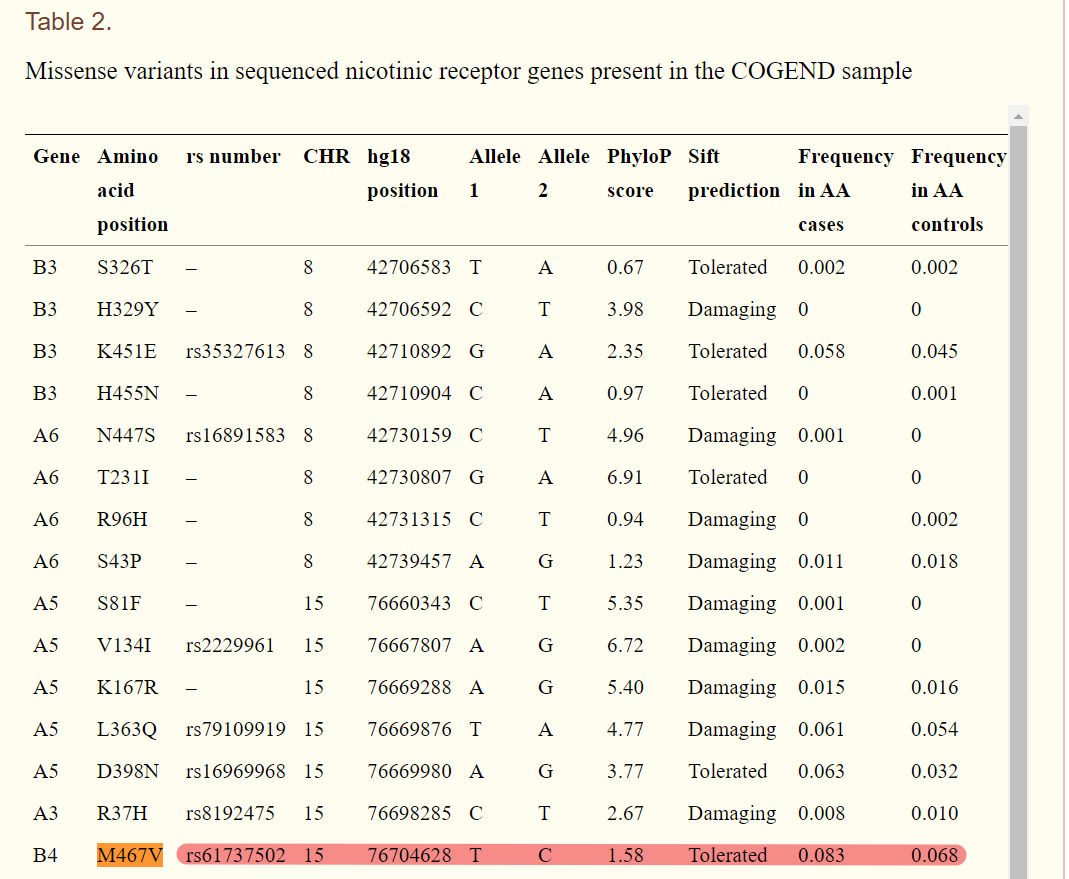 Table 2.
Missense variants in sequenced nicotinic receptor genes present in the COGEND sample
Gene Amino acid position rs number CHR hg18 position Allele 1 Allele 2 PhyloP score Sift prediction Frequency in AA cases Frequency in AA controls
B3 S326T – 8 42706583 T A 0.67 Tolerated 0.002 0.002
B3 H329Y – 8 42706592 C T 3.98 Damaging 0 0
B3 K451E rs35327613 8 42710892 G A 2.35 Tolerated 0.058 0.045
B3 H455N – 8 42710904 C A 0.97 Tolerated 0 0.001
A6 N447S rs16891583 8 42730159 C T 4.96 Damaging 0.001 0
A6 T231I – 8 42730807 G A 6.91 Tolerated 0 0
A6 R96H – 8 42731315 C T 0.94 Damaging 0 0.002
A6 S43P – 8 42739457 A G 1.23 Damaging 0.011 0.018
A5 S81F – 15 76660343 C T 5.35 Damaging 0.001 0
A5 V134I rs2229961 15 76667807 A G 6.72 Damaging 0.002 0
A5 K167R – 15 76669288 A G 5.40 Damaging 0.015 0.016
A5 L363Q rs79109919 15 76669876 T A 4.77 Damaging 0.061 0.054
A5 D398N rs16969968 15 76669980 A G 3.77 Tolerated 0.063 0.032
A3 R37H rs8192475 15 76698285 C T 2.67 Damaging 0.008 0.010
B4 M467V rs61737502 15 76704628 T C 1.58 Tolerated 0.083 0.068